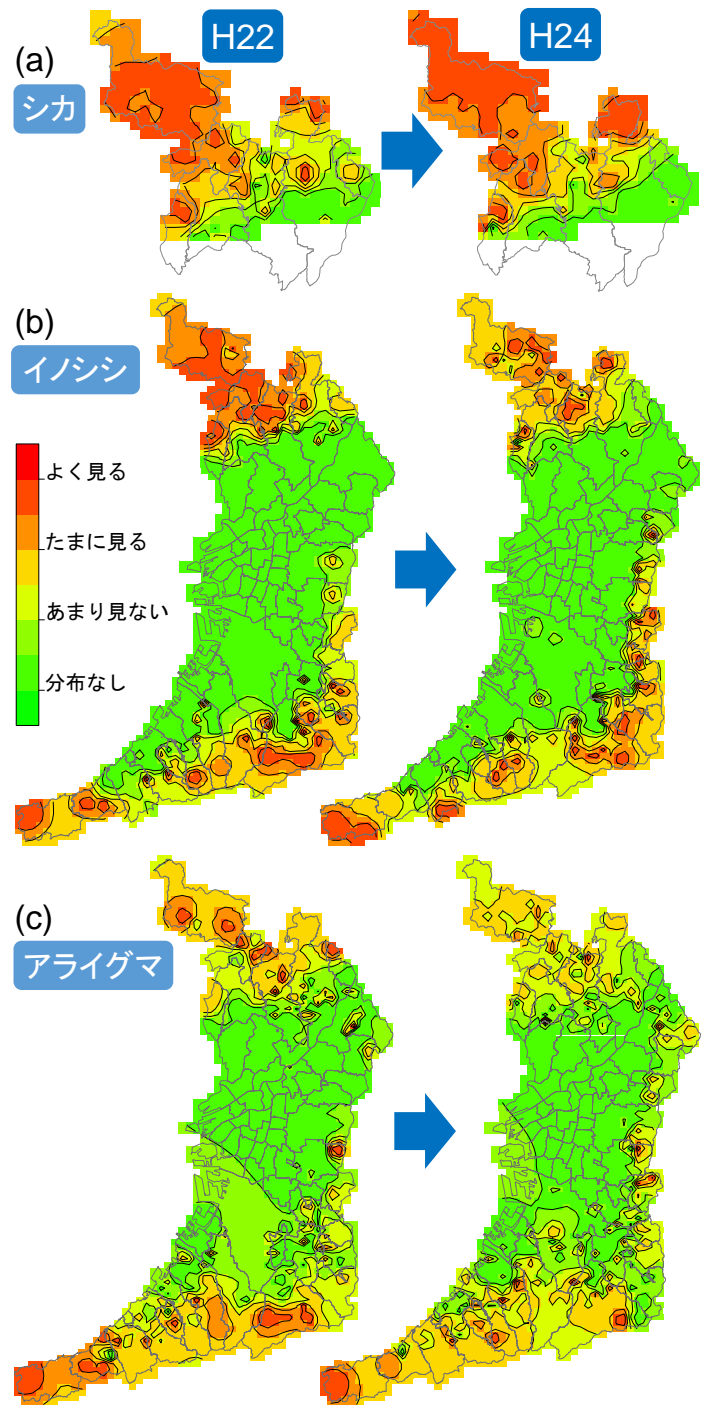 H22
H24
(a)
シカ
(b)
イノシシ
よく見る
たまに見る
あまり見ない
分布なし
(c)
アライグマ